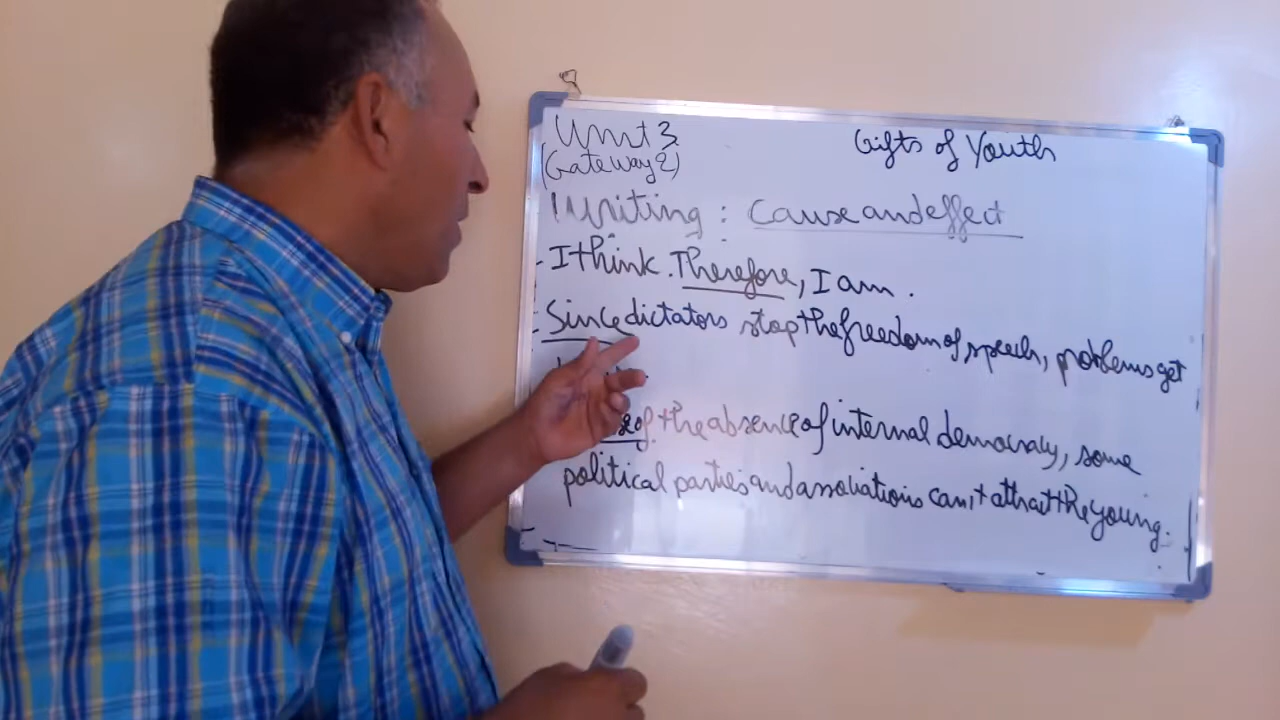 Unit 3 Gifts of Youth
(Gateway 2)
Writing : Cause and effect
- I think. Therefore, I am.
- Since dictators stop the freedom of speech, problems get
of the absence of internal democracy, some
political parties and associations can't attract the young.